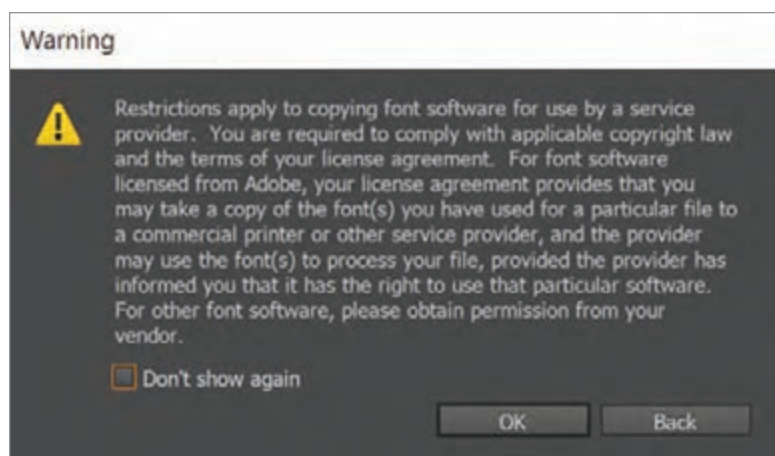 Warning
Restrictions apply to copying font software for use by a service
provider.  You are required to comply with applicable copyright law
and the terms of your license agreement.  For font software
licensed from Adobe, your license agreement provides that you
may take a copy of the font(s) you have used for a particular file to
a commercial printer or other service provider, and the provider
may use the font(s) to process your file, provided the provider has
informed you that it has the right to use that particular software.
For other font software, please obtain permission from your
vendor.
Don't show again
OK Back